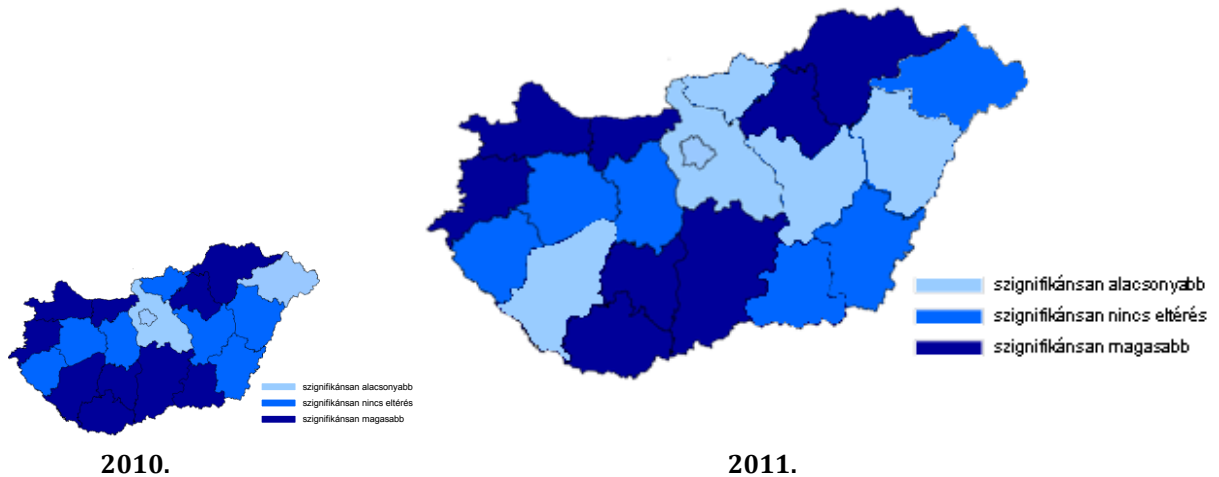 szignifikánsan alacsonyabb
szignifikánsan nincs eltérés
szignifikánsan magasabb
2010.
szignifikánsan alacsonyabb
szignifikánsan nincs eltérés
szignifikánsan magasabb
2011.